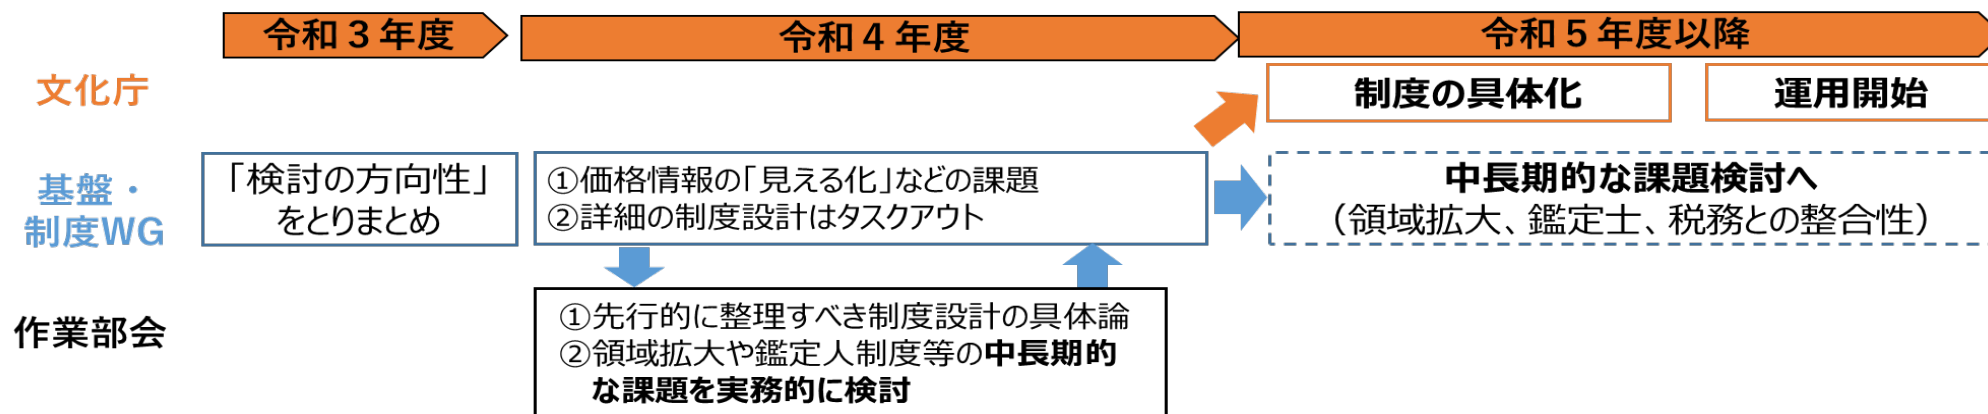 令和３年度
令和４年度
令和５年度以降
文化庁
制度の具体化
運用開始
基盤・
制度WG
「検討の方向性」
をとりまとめ
①価格情報の「見える化」などの課題
②詳細の制度設計はタスクアウト
中長期的な課題検討へ
（領域拡大、鑑定士、税務との整合性）
作業部会
①先行的に整理すべき制度設計の具体論
②領域拡大や鑑定人制度等の中長期的
な課題を実務的に検討